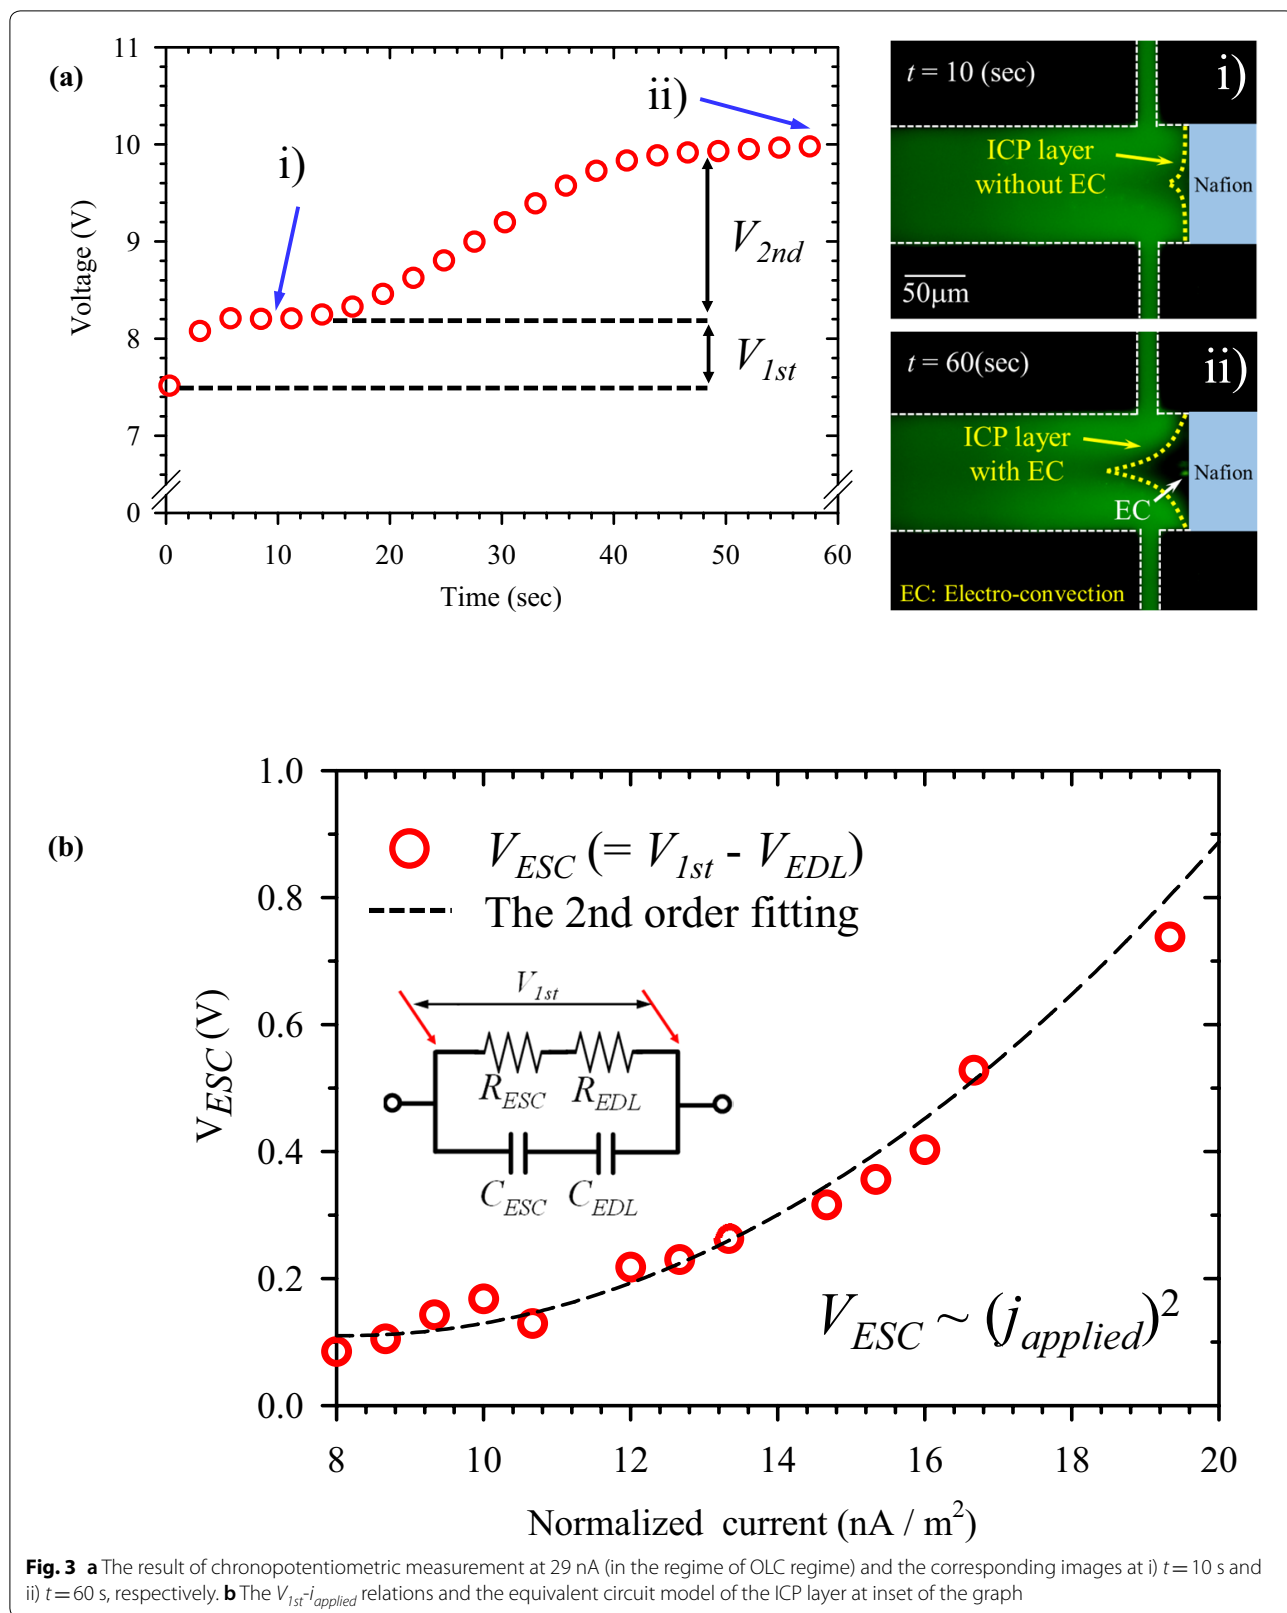 (a)
11
10
9
8
7
0
Voltage (V)
i)
ii)
V2nd
V1st
0 10 20 30 40 50 60
Time (sec)
t = 10 (sec)
i)
ICP layer
without EC
Nafion
50μm
t = 60(sec)
ii)
ICP layer
with EC
Nafion
EC
EC: Electro-convection
(b)
1.0
0.8
0.6
0.4
0.2
0.0
VESC (V)
VESC (= V1st - VEDL)
The 2nd order fitting
V1st
RESC REDL
CESC CEDL
VESC ~ (japplied)²
8 10 12 14 16 18 20
Normalized current (nA / m²)
Fig. 3 a The result of chronopotentiometric measurement at 29 nA (in the regime of OLC regime) and the corresponding images at i) t = 10 s and
ii) t = 60 s, respectively. b The V1st-iapplied relations and the equivalent circuit model of the ICP layer at inset of the graph